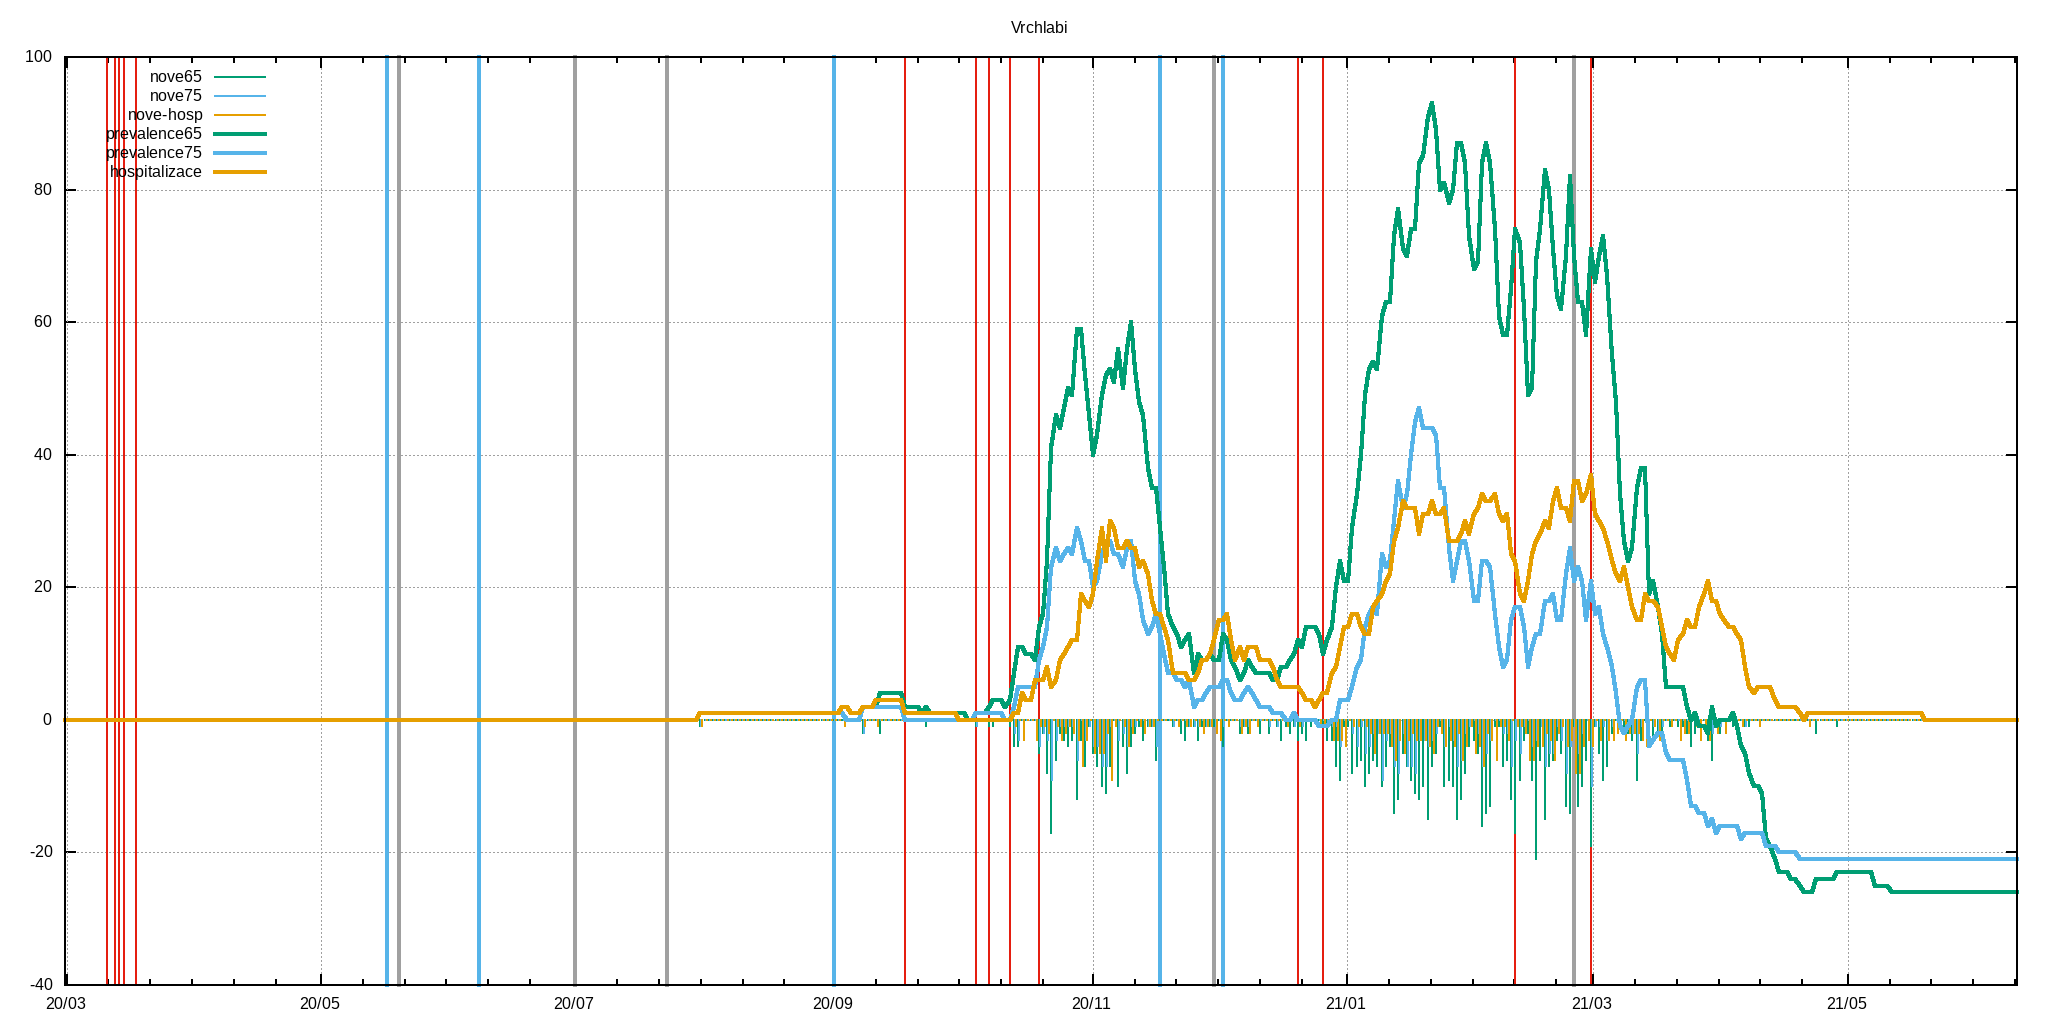 Vrchlabi
100
80
60
40
20
0
-20
-40
nove65
nove75
nove-hosp
prevalence65
prevalence75
hospitalizace
20/03 20/05 20/07 20/09 20/11 21/01 21/03 21/05